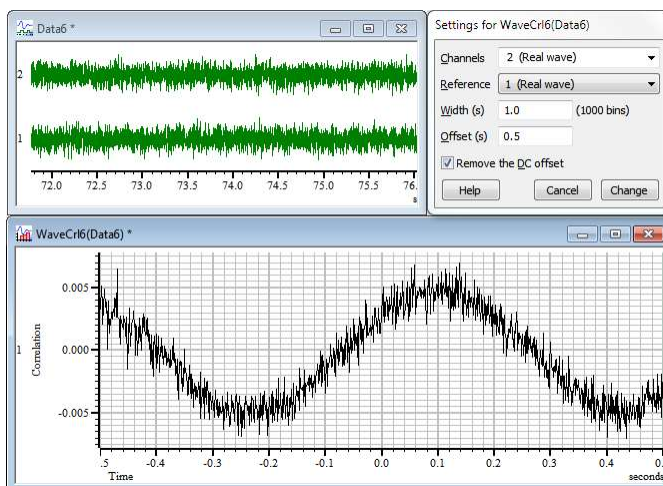 Data6 *
2
1
72.0 72.5 73.0 73.5 74.0 74.5 75.0 75.5 76.
s
Settings for WaveCrl6(Data6)
Channels 2 (Real wave)
Reference 1 (Real wave)
Width (s) 1.0 (1000 bins)
Offset (s) 0.5
Remove the DC offset
Help Cancel Change
WaveCrl6(Data6) *
0.005
1 Correlation 0.000
-0.005
.5 -0.4 -0.3 -0.2 -0.1 0.0 0.1 0.2 0.3 0.4
Time seconds